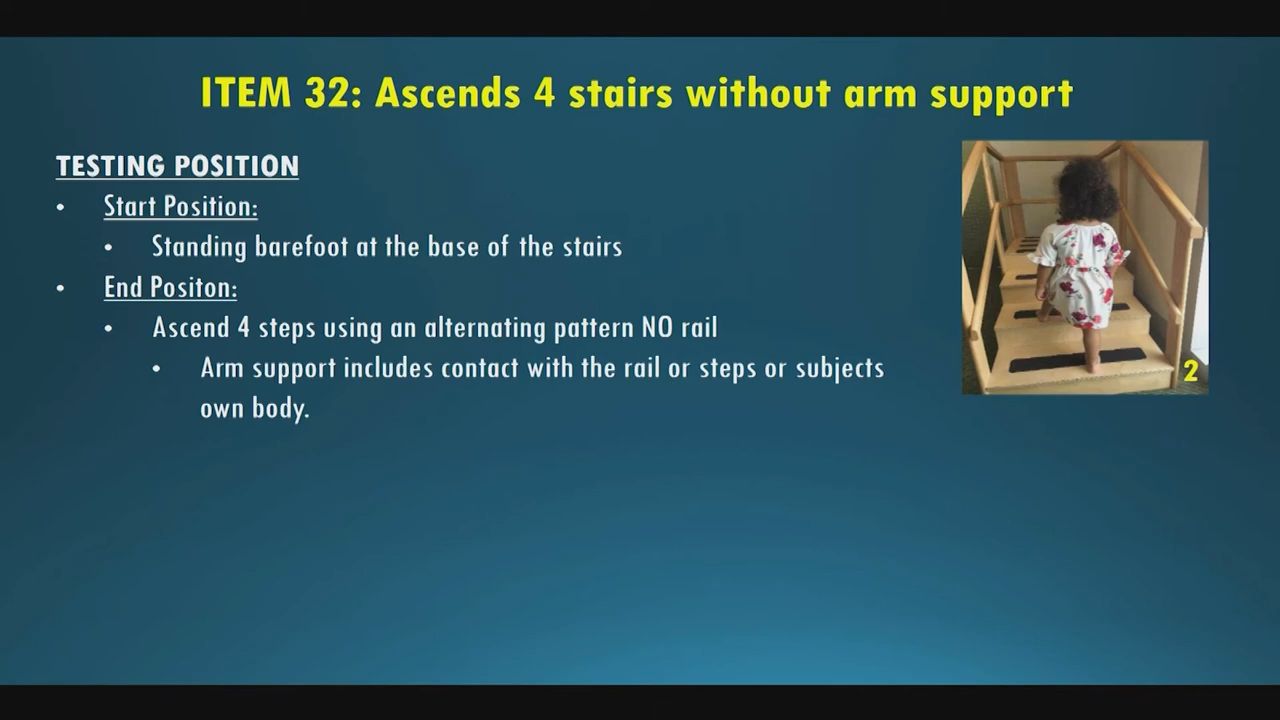 ITEM 32: Ascends 4 stairs without arm support
TESTING POSITION
• Start Position:
• Standing barefoot at the base of the stairs
• End Positon:
• Ascend 4 steps using an alternating pattern NO rail
• Arm support includes contact with the rail or steps or subjects
own body.
2